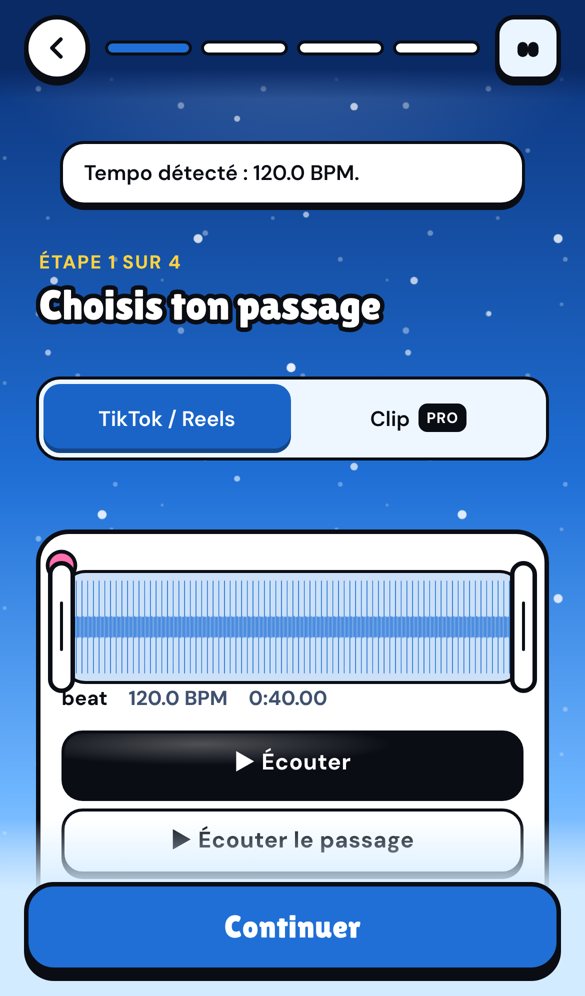 Tempo détecté : 120.0 BPM.
ÉTAPE 1 SUR 4
Choisis ton passage
TikTok / Reels
Clip PRO
beat 120.0 BPM 0:40.00
Écouter
Écouter le passage
Continuer